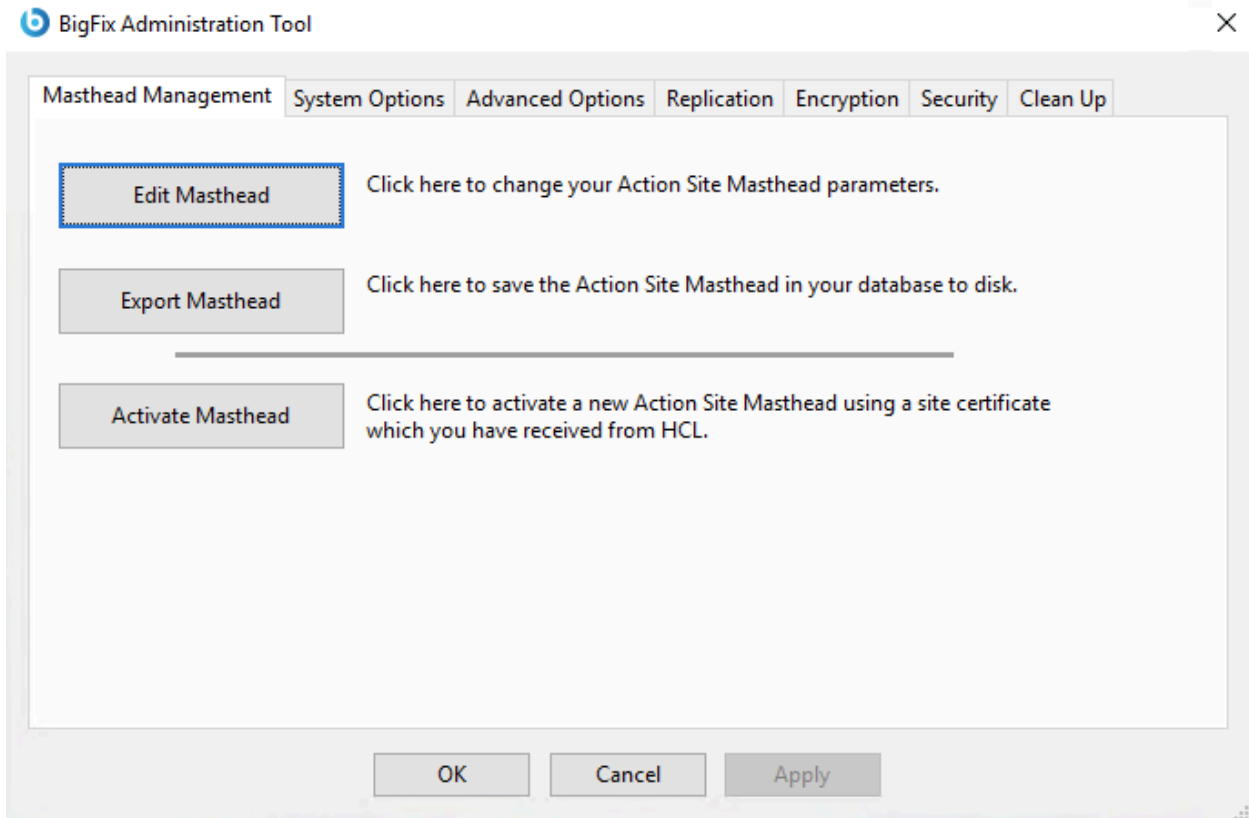 BigFix Administration Tool
Masthead Management System Options Advanced Options Replication Encryption Security Clean Up
Edit Masthead Click here to change your Action Site Masthead parameters.
Export Masthead Click here to save the Action Site Masthead in your database to disk.
Activate Masthead Click here to activate a new Action Site Masthead using a site certificate
which you have received from HCL.
OK Cancel Apply